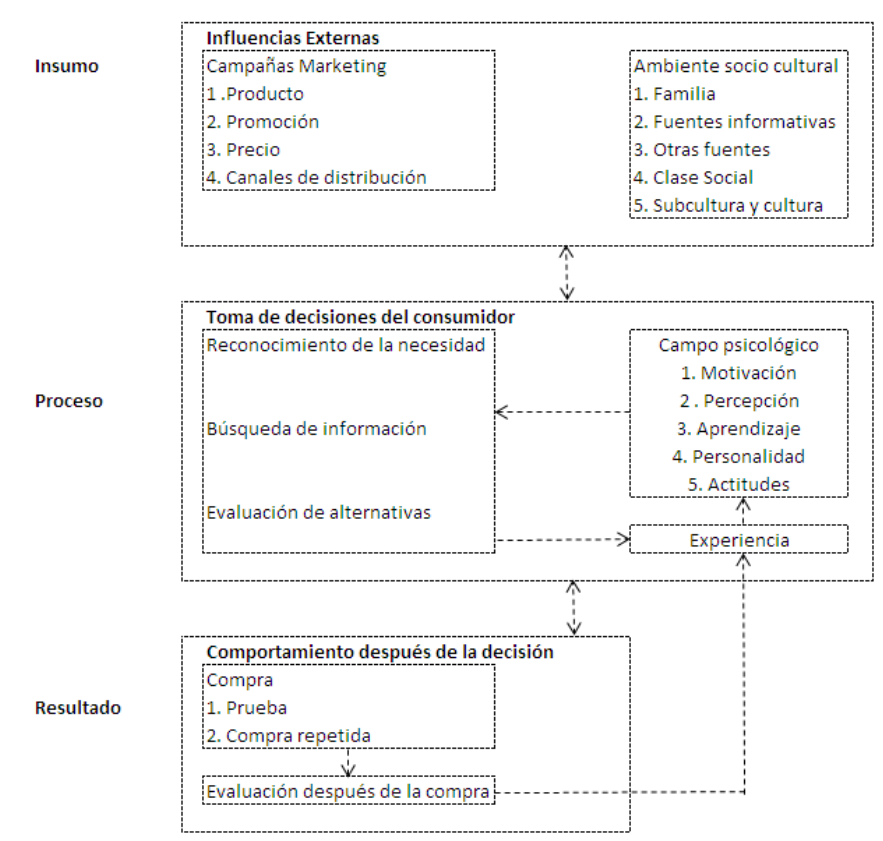 Insumo
Influencias Externas
Campañas Marketing
1 .Producto
2. Promoción
3. Precio
4. Canales de distribución
Ambiente socio cultural
1. Familia
2. Fuentes informativas
3. Otras fuentes
4. Clase Social
5. Subcultura y cultura
Proceso
Toma de decisiones del consumidor
Reconocimiento de la necesidad
Búsqueda de información
Evaluación de alternativas
Campo psicológico
1. Motivación
2 . Percepción
3. Aprendizaje
4. Personalidad
5. Actitudes
Experiencia
Resultado
Comportamiento después de la decisión
Compra
1. Prueba
2. Compra repetida
Evaluación después de la compra